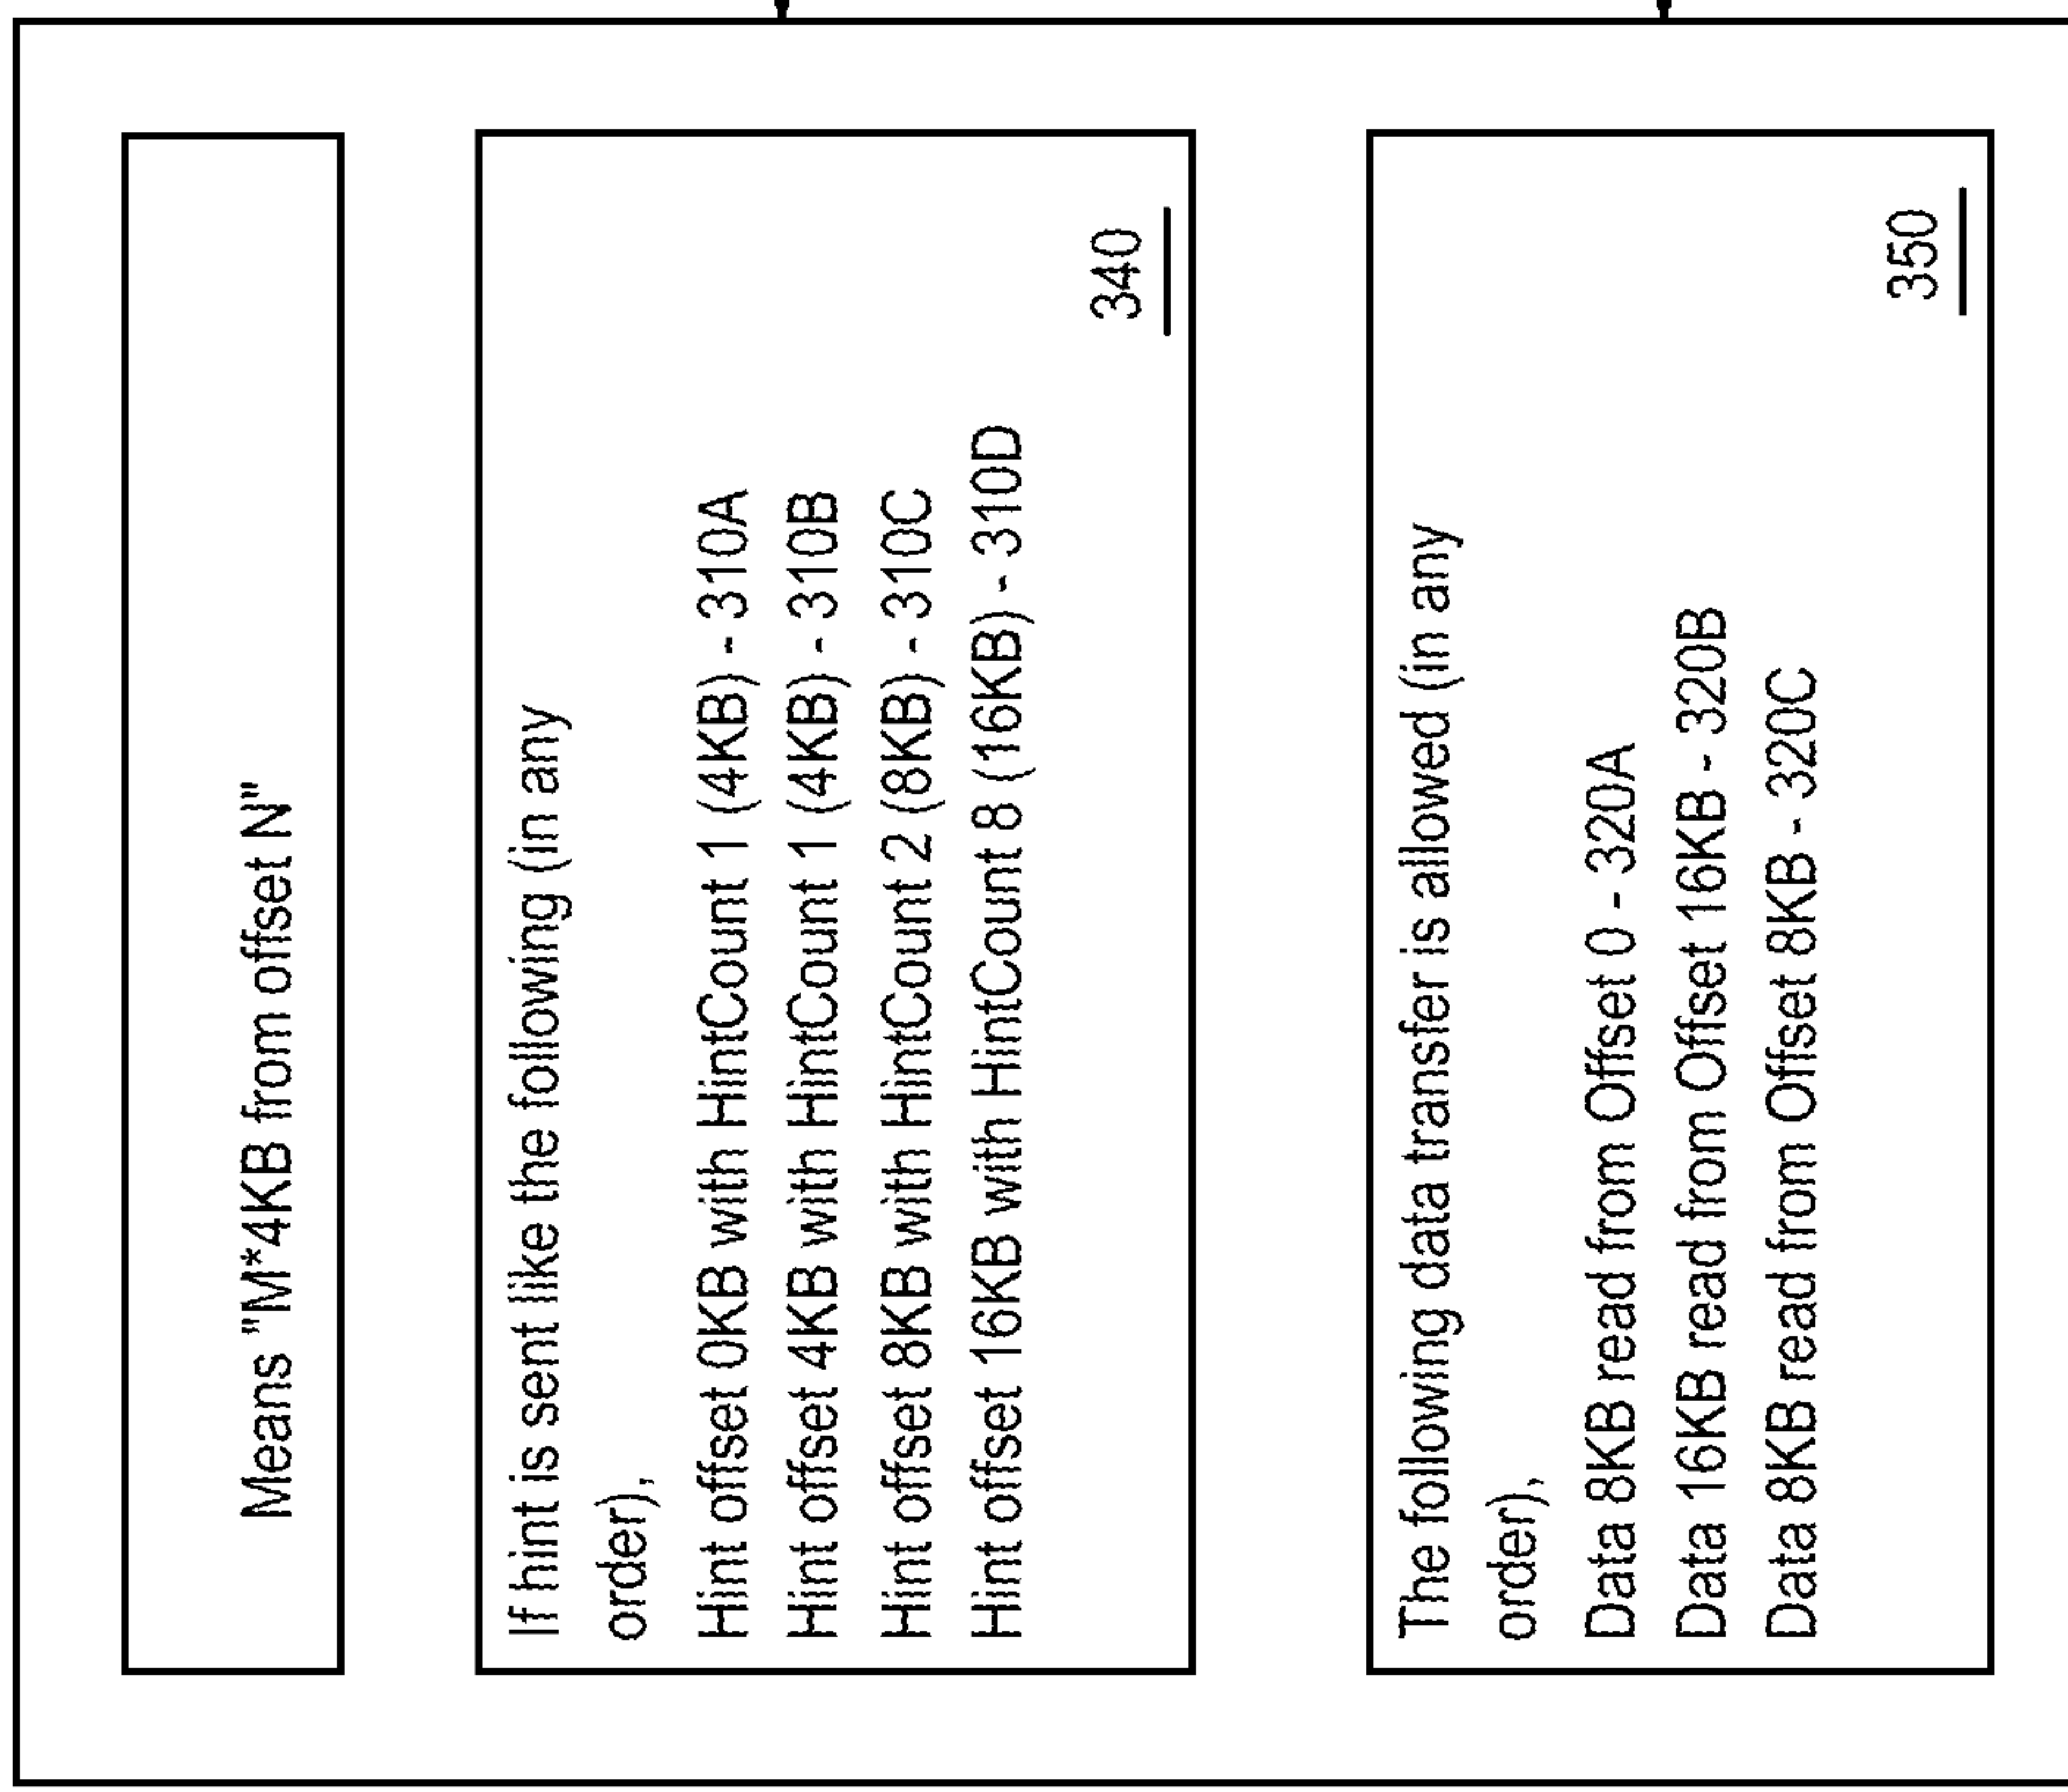 Means "M*4KB from offset N"
If hint is sent like the following (in any
order),
Hint offset 0KB with HintCount 1 (4KB) - 310A
Hint offset 4KB with HintCount 1 (4KB) - 310B
Hint offset 8KB with HintCount 2 (8KB) - 310C
Hint offset 16KB with HintCount 8 (16KB) - 310D
340
The following data transfer is allowed (in any
order),
Data 8KB read from Offset 0 - 320A
Data 16KB read from Offset 16KB - 320B
Data 8KB read from Offset 8KB - 320C
350